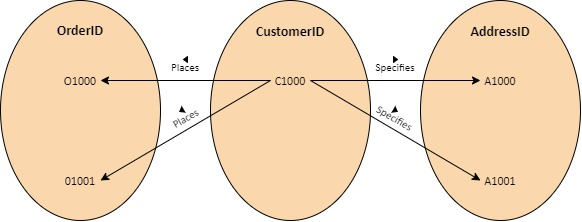 OrderID
CustomerID
AddressID
Places
Specifies
O1000
C1000
A1000
Places
Specifies
01001
A1001